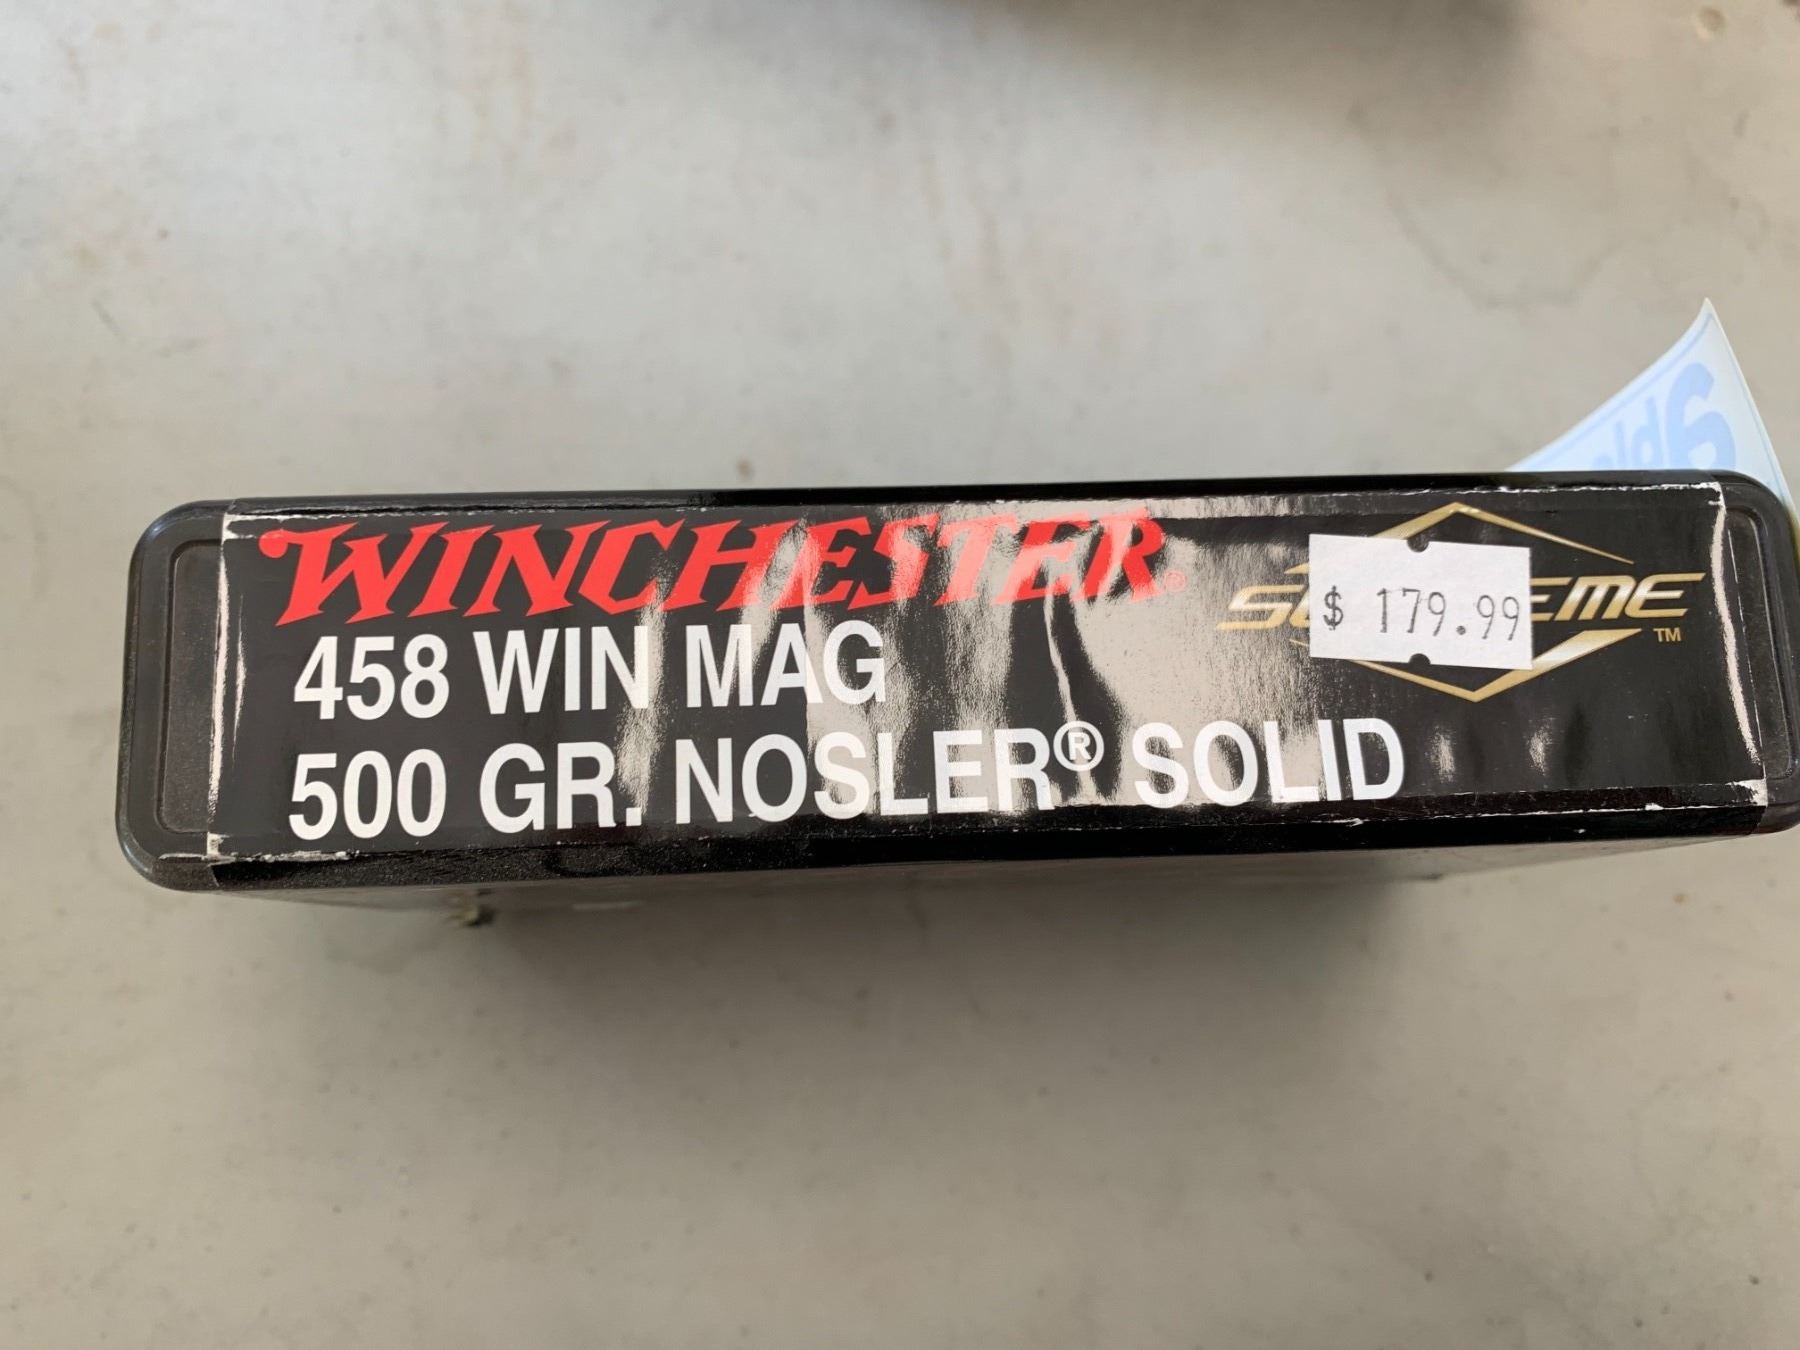 WINCHESTER®
458 WIN MAG
500 GR. NOSLER® SOLID
$ 179.99